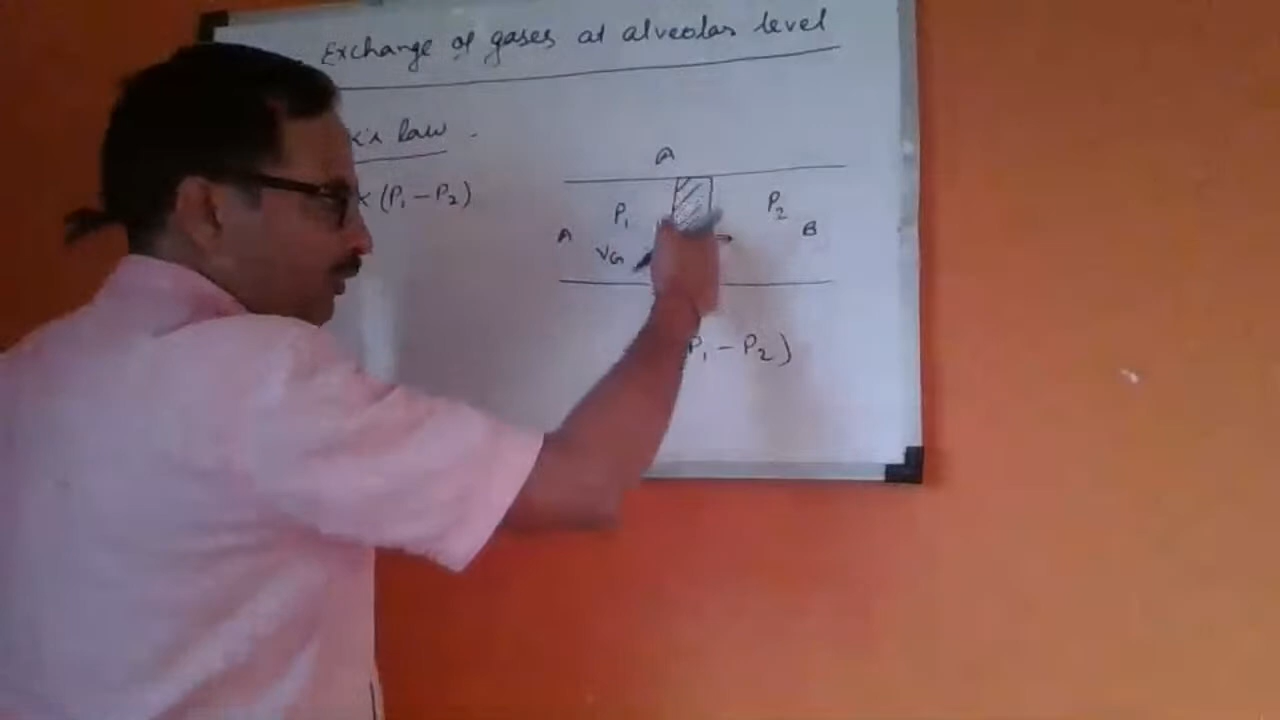 Exchange of gases at alveolar level
law
(P₁ - P₂)
A
P₁
P₂
A
B
VG
P₁ - P₂)